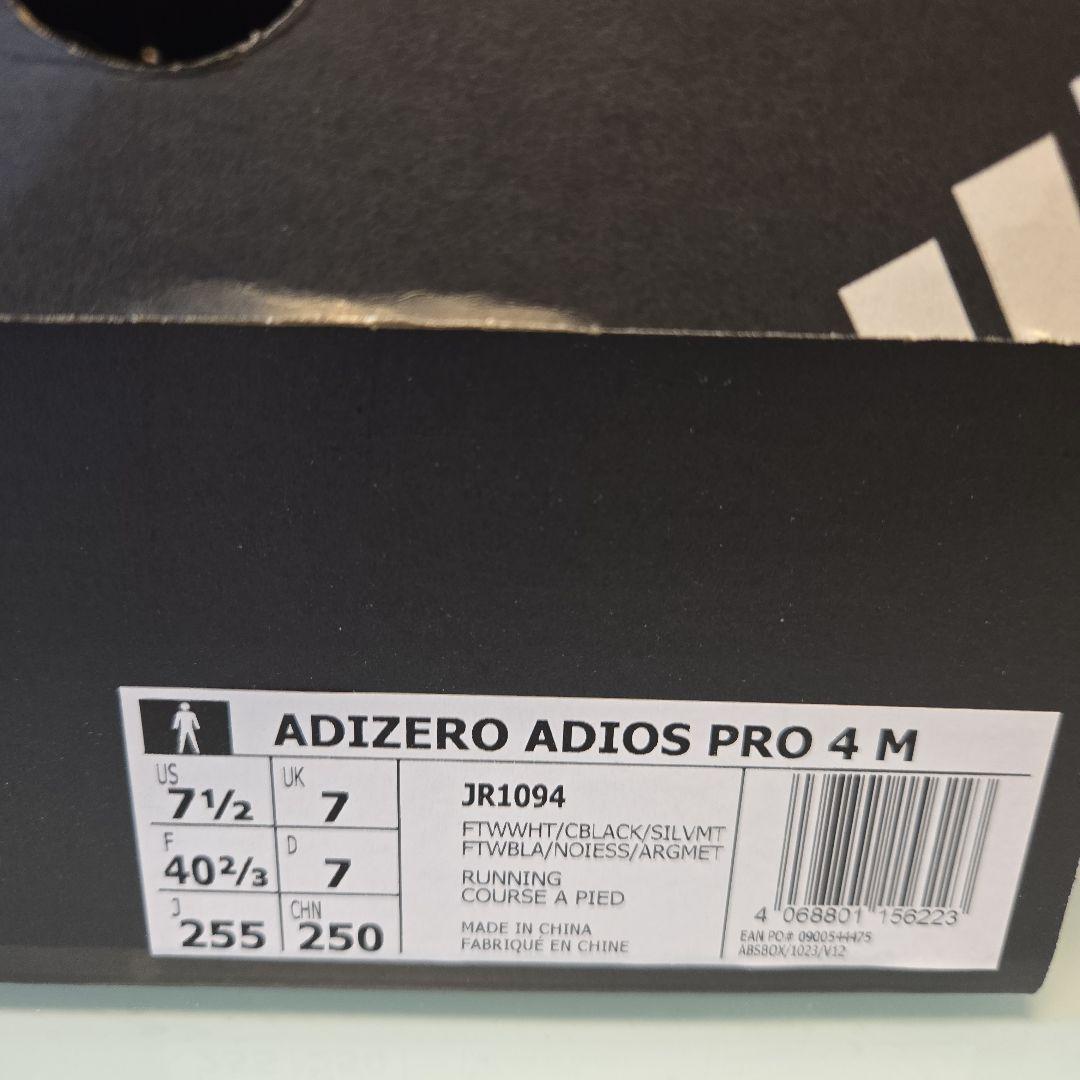 ADIZERO ADIOS PRO 4 M
US
7½
UK
7
F
40⅔
D
7
J
255
CHN
250
JR1094
FTWWHT/CBLACK/SILVMT
FTWBLA/NOIESS/ARGMET
RUNNING
COURSE A PIED
MADE IN CHINA
FABRIQUÉ EN CHINE
4 068801 156223
EAN PO# 0900544475
ABSBOX/1023/V12